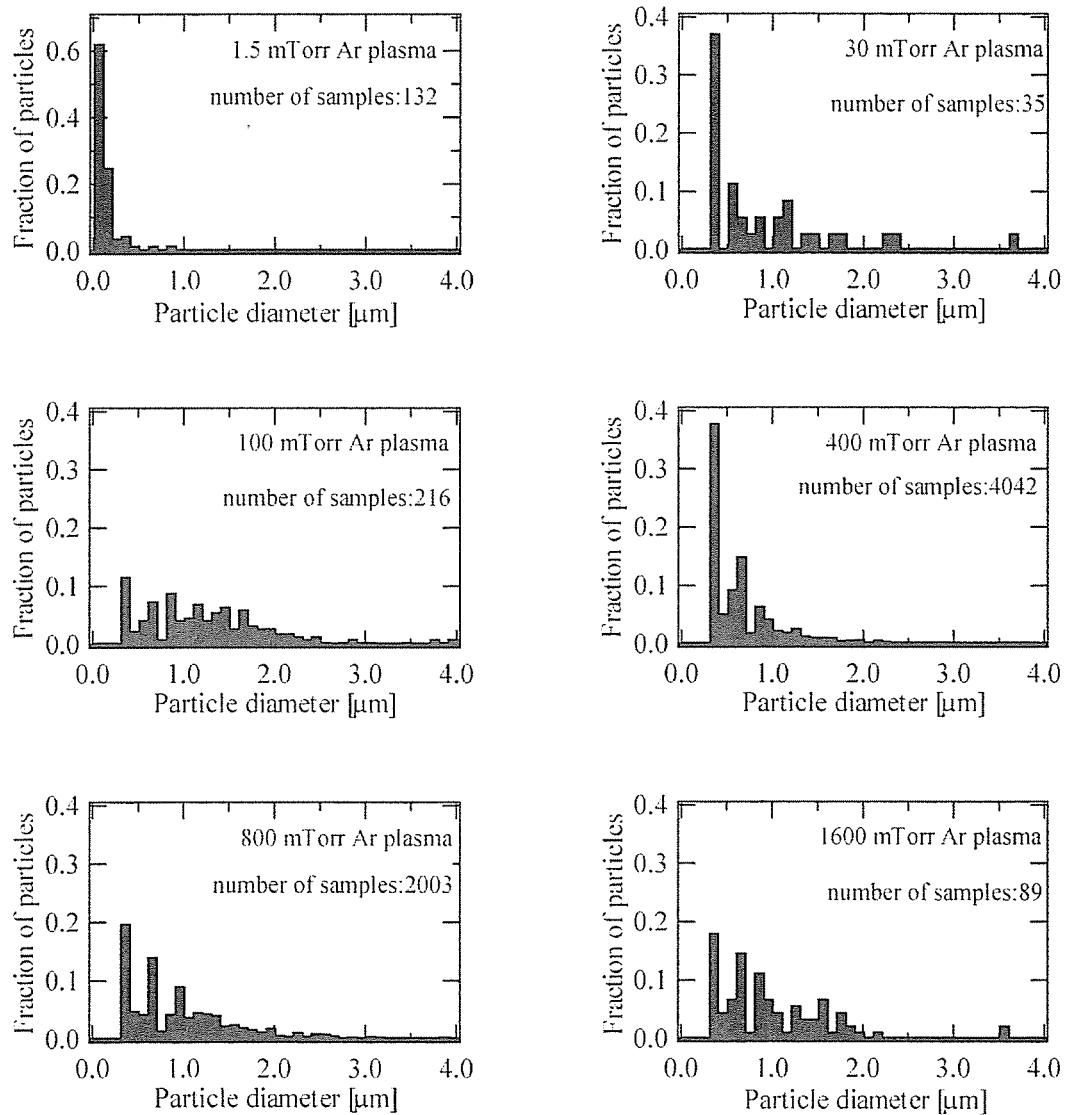 Fraction of particles
0.6
0.4
0.2
0.0
1.5 mTorr Ar plasma
number of samples:132
0.0 1.0 2.0 3.0 4.0
Particle diameter [μm]
Fraction of particles
0.4
0.3
0.2
0.1
0.0
30 mTorr Ar plasma
number of samples:35
0.0 1.0 2.0 3.0 4.0
Particle diameter [μm]
Fraction of particles
0.4
0.3
0.2
0.1
0.0
100 mTorr Ar plasma
number of samples:216
0.0 1.0 2.0 3.0 4.0
Particle diameter [μm]
Fraction of particles
0.4
0.3
0.2
0.1
0.0
400 mTorr Ar plasma
number of samples:4042
0.0 1.0 2.0 3.0 4.0
Particle diameter [μm]
Fraction of particles
0.4
0.3
0.2
0.1
0.0
800 mTorr Ar plasma
number of samples:2003
0.0 1.0 2.0 3.0 4.0
Particle diameter [μm]
Fraction of particles
0.4
0.3
0.2
0.1
0.0
1600 mTorr Ar plasma
number of samples:89
0.0 1.0 2.0 3.0 4.0
Particle diameter [μm]